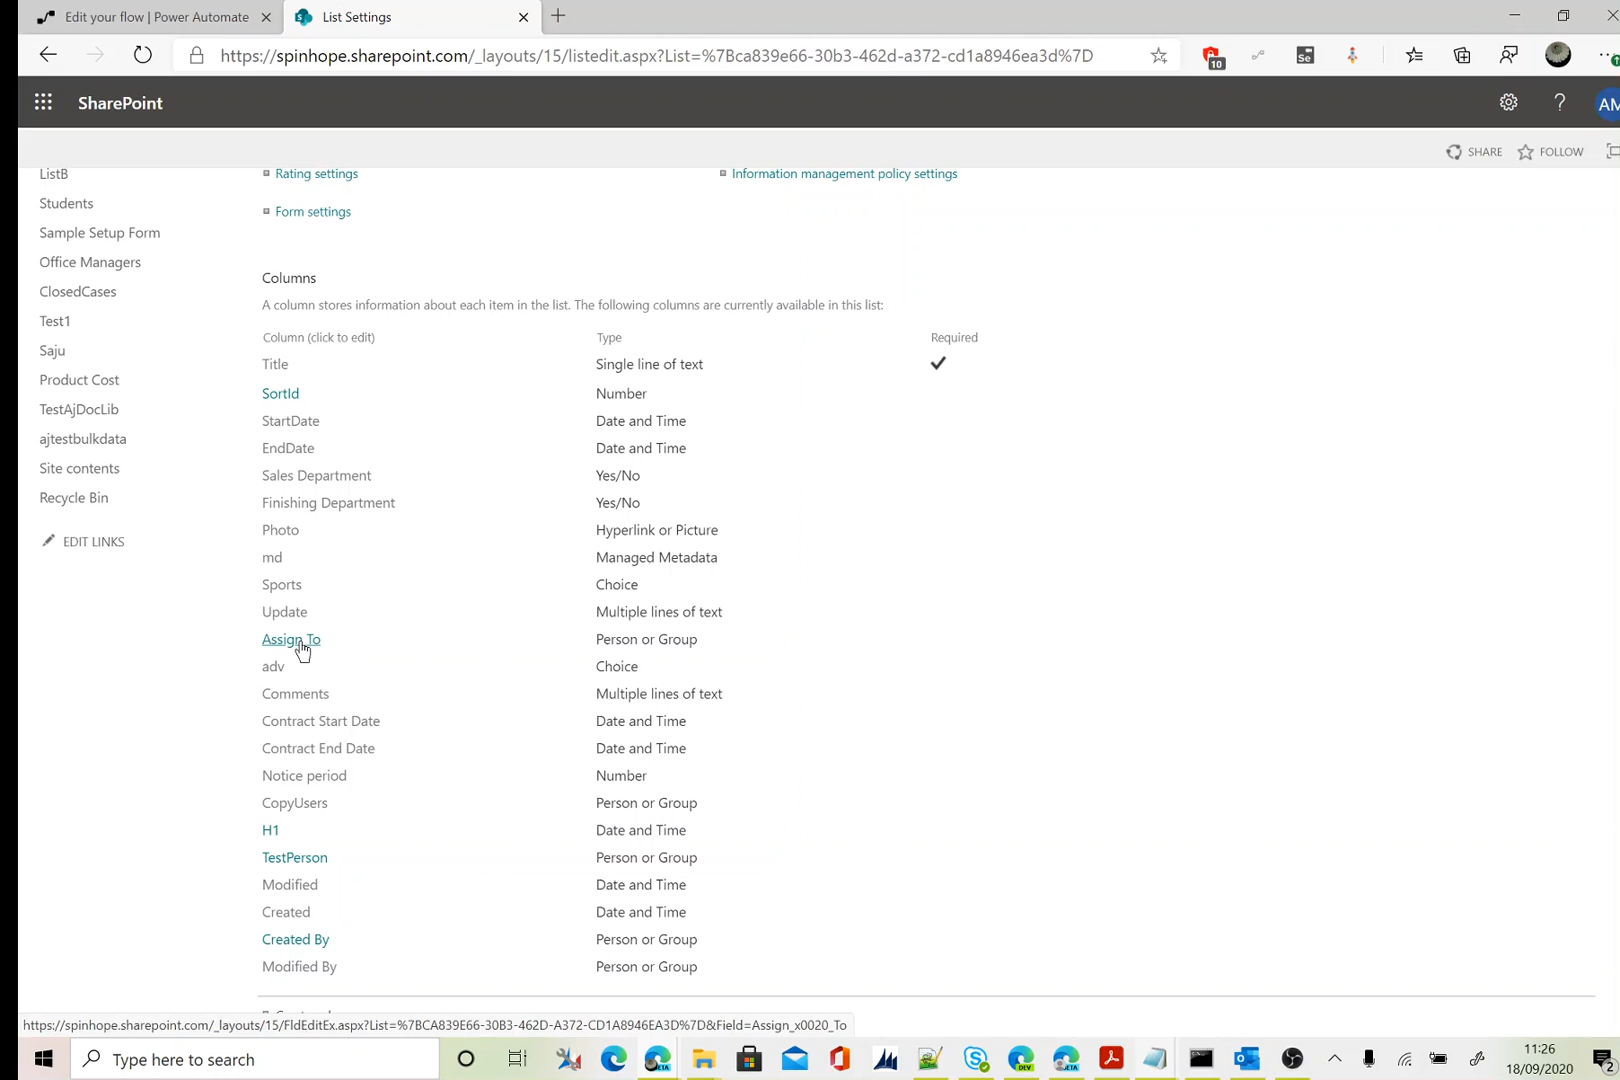 Edit your flow | Power Automate
List Settings
https://spinhope.sharepoint.com/_layouts/15/listedit.aspx?List=%7Bca839e66-30b3-462d-a372-cd1a8946ea3d%7D
10
Se
SharePoint
?
AM
SHARE
FOLLOW
ListB
Students
Sample Setup Form
Office Managers
ClosedCases
Test1
Saju
Product Cost
TestAjDocLib
ajtestbulkdata
Site contents
Recycle Bin
EDIT LINKS
Rating settings
Information management policy settings
Form settings
Columns
A column stores information about each item in the list. The following columns are currently available in this list:
Column (click to edit) Type Required
Title Single line of text
SortId Number
StartDate Date and Time
EndDate Date and Time
Sales Department Yes/No
Finishing Department Yes/No
Photo Hyperlink or Picture
md Managed Metadata
Sports Choice
Update Multiple lines of text
Assign To Person or Group
adv Choice
Comments Multiple lines of text
Contract Start Date Date and Time
Contract End Date Date and Time
Notice period Number
CopyUsers Person or Group
H1 Date and Time
TestPerson Person or Group
Modified Date and Time
Created Date and Time
Created By Person or Group
Modified By Person or Group
https://spinhope.sharepoint.com/_layouts/15/FldEditEx.aspx?List=%7BCA839E66-30B3-462D-A372-CD1A8946EA3D%7D&Field=Assign_x0020_To
Type here to search
BETA
DEV
BETA
11:26
18/09/2020
2